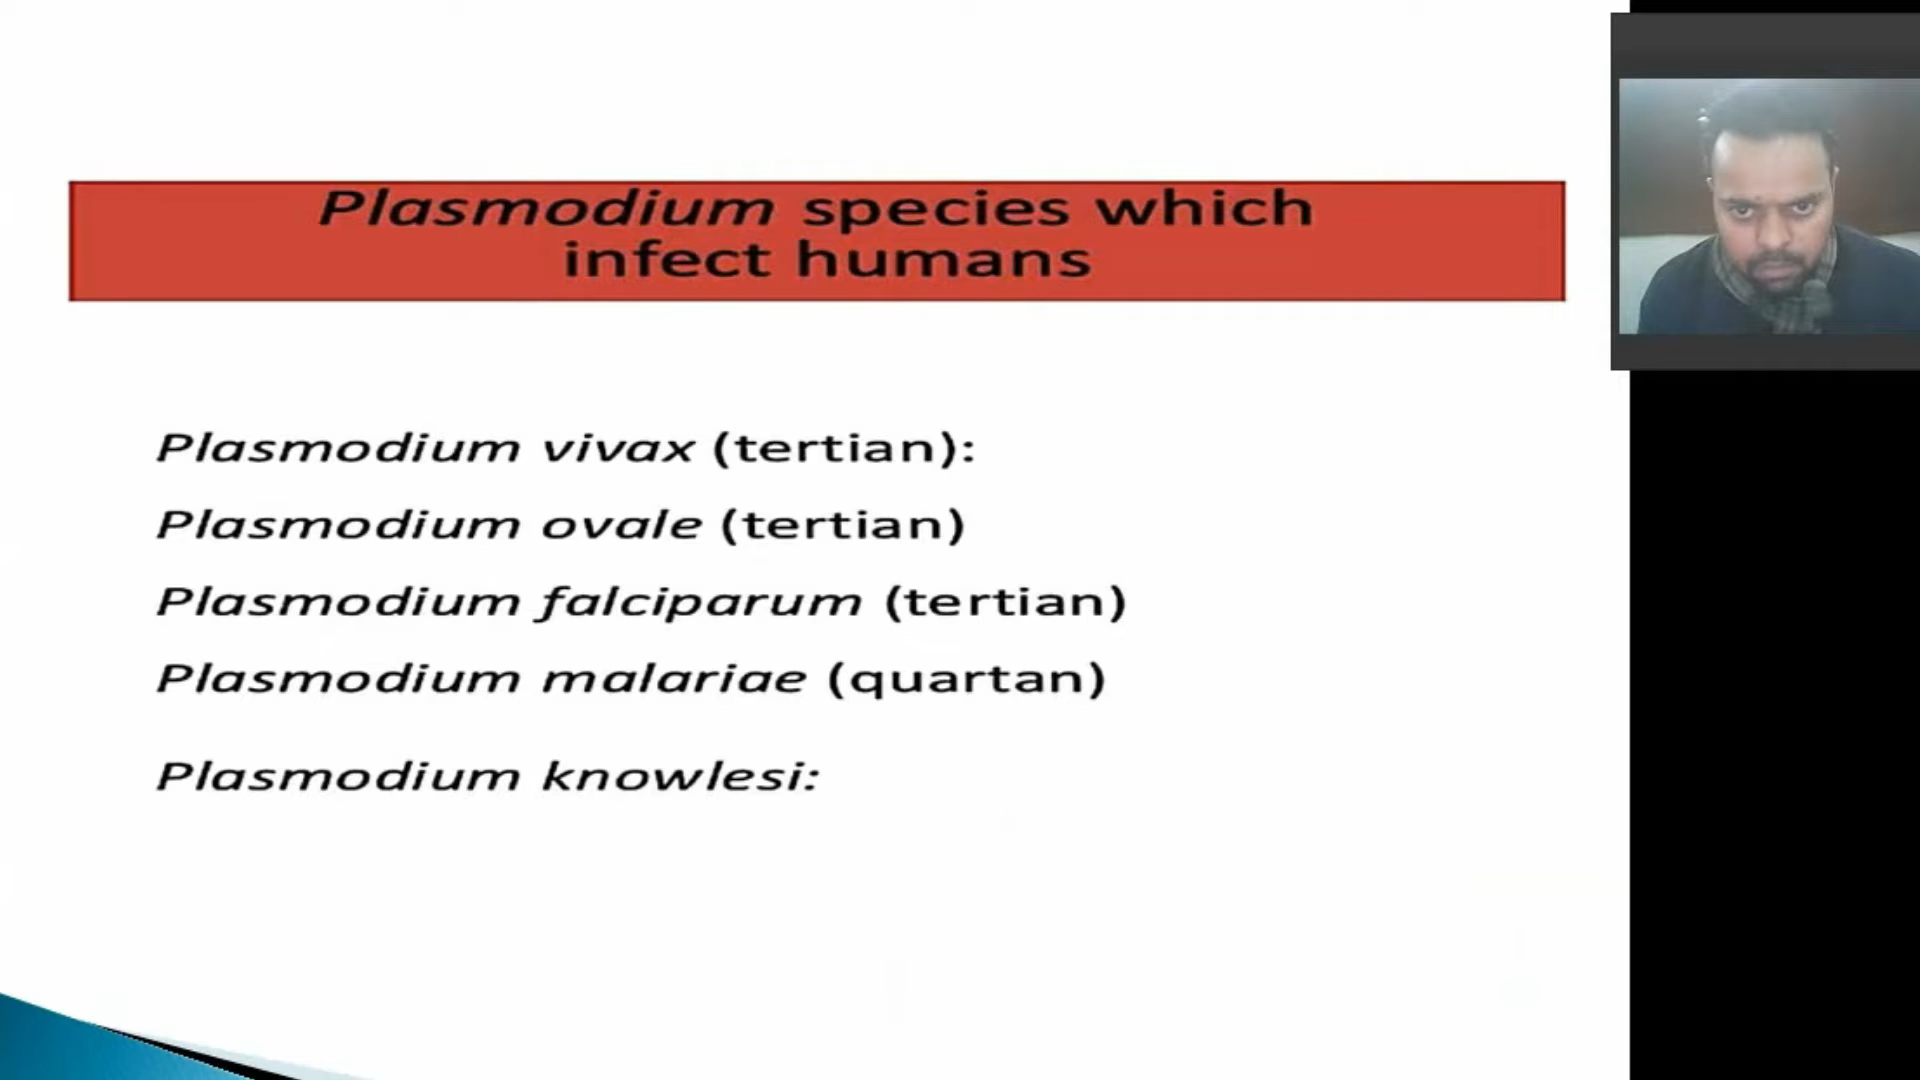 Plasmodium species which
infect humans
Plasmodium vivax (tertian):
Plasmodium ovale (tertian)
Plasmodium falciparum (tertian)
Plasmodium malariae (quartan)
Plasmodium knowlesi: